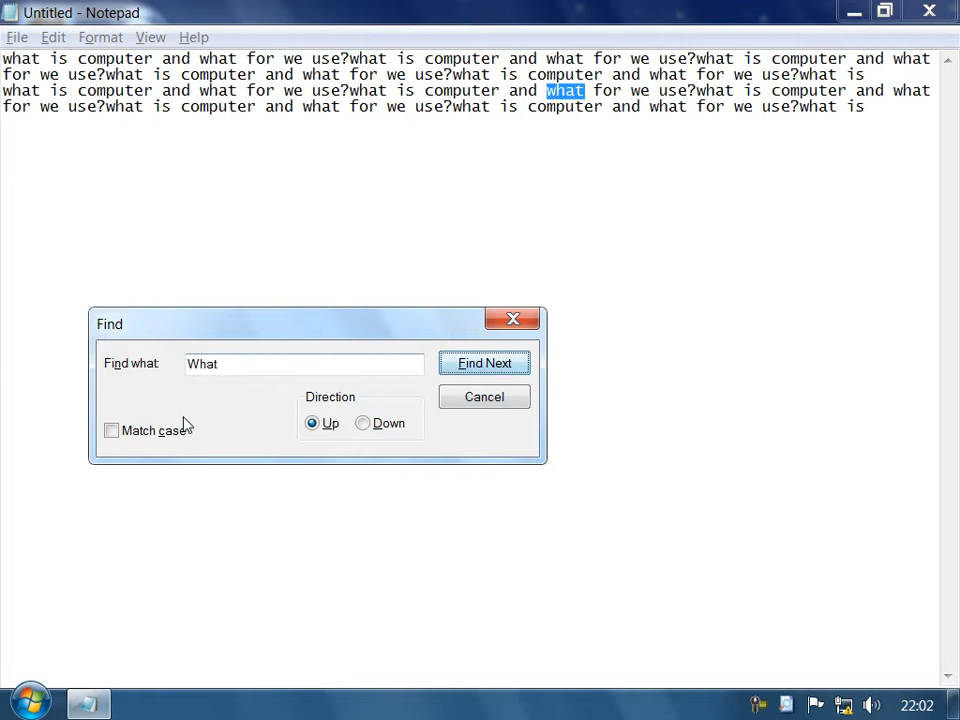 Untitled - Notepad
File Edit Format View Help
what is computer and what for we use?what is computer and what for we use?what is computer and what
for we use?what is computer and what for we use?what is computer and what for we use?what is
what is computer and what for we use?what is computer and what for we use?what is computer and what
for we use?what is computer and what for we use?what is computer and what for we use?what is
Find
Find what: What Find Next
Direction Cancel
Match case Up Down
22:02